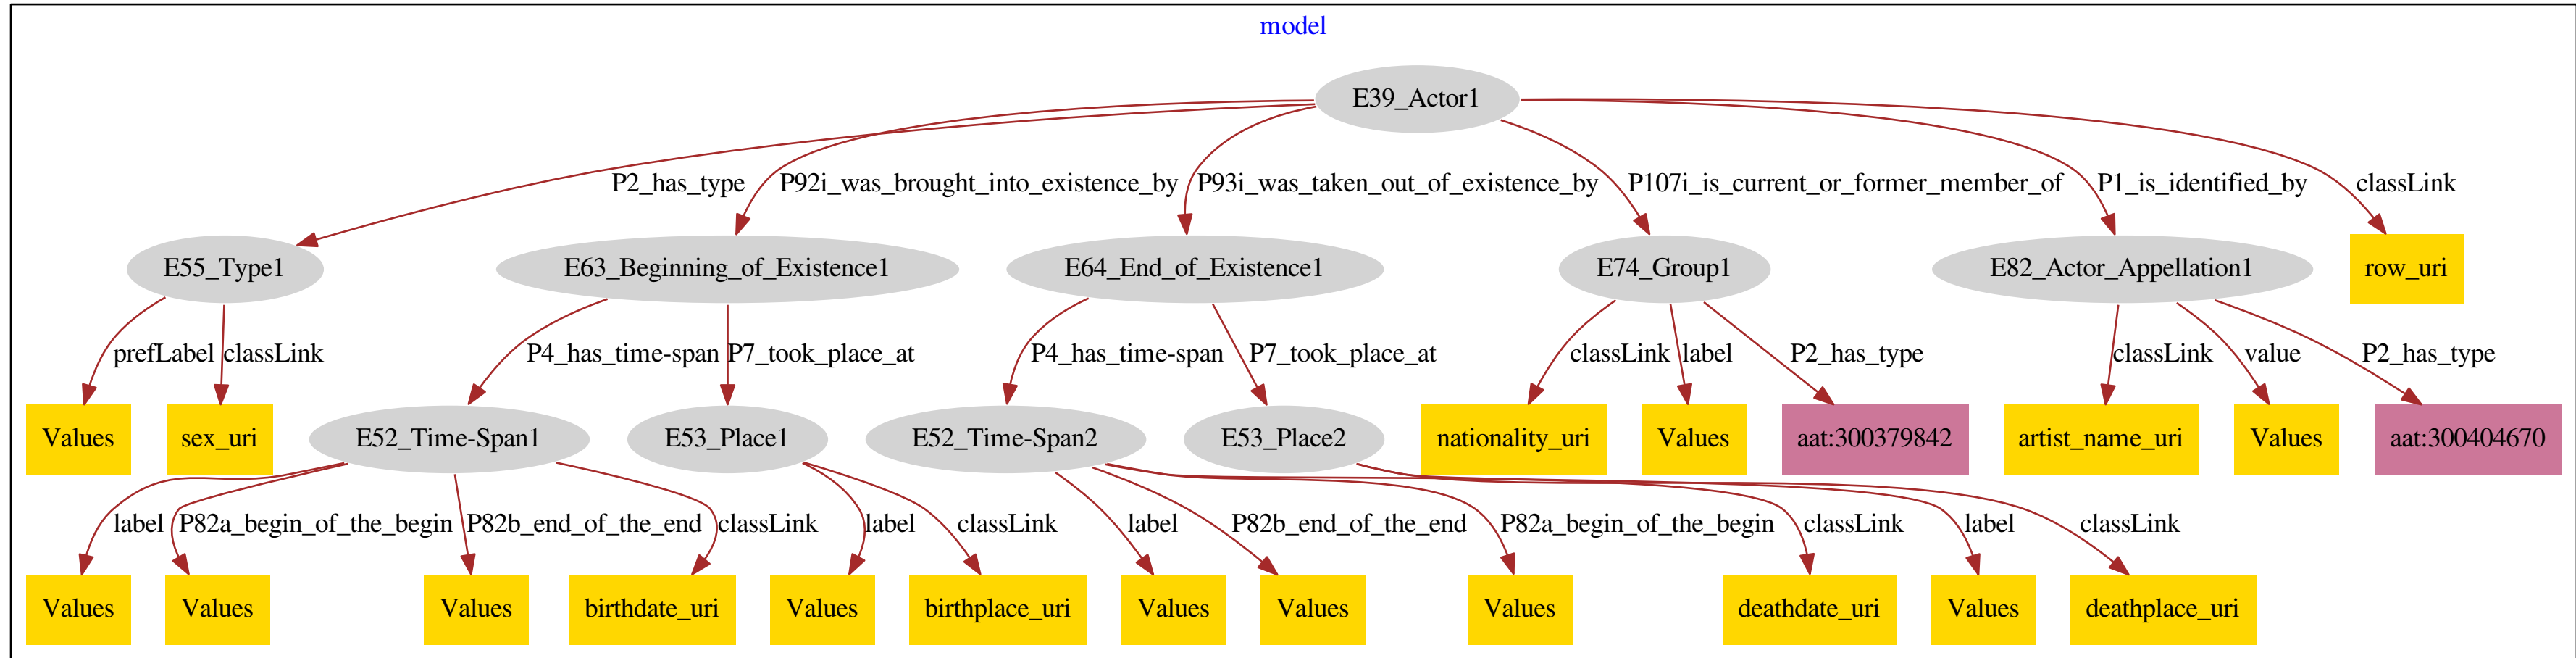 model
E39_Actor1
P2_has_type
P92i_was_brought_into_existence_by
P93i_was_taken_out_of_existence_by
P107i_is_current_or_former_member_of
P1_is_identified_by
classLink
E55_Type1
E63_Beginning_of_Existence1
E64_End_of_Existence1
E74_Group1
E82_Actor_Appellation1
row_uri
prefLabel
classLink
P4_has_time-span
P7_took_place_at
P4_has_time-span
P7_took_place_at
classLink
label
P2_has_type
classLink
value
P2_has_type
Values
sex_uri
E52_Time-Span1
E53_Place1
E52_Time-Span2
E53_Place2
nationality_uri
Values
aat:300379842
artist_name_uri
Values
aat:300404670
label
P82a_begin_of_the_begin
P82b_end_of_the_end
classLink
label
classLink
label
P82b_end_of_the_end
P82a_begin_of_the_begin
classLink
label
classLink
Values
Values
Values
birthdate_uri
Values
birthplace_uri
Values
Values
Values
deathdate_uri
Values
deathplace_uri